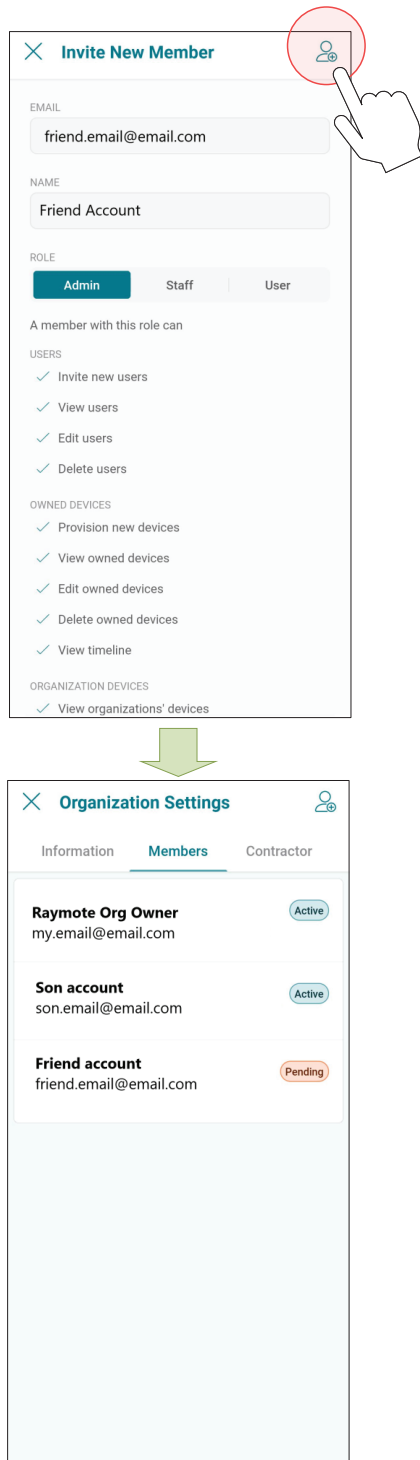 Invite New Member
EMAIL
friend.email@email.com
NAME
Friend Account
ROLE
Admin Staff User
A member with this role can
USERS
Invite new users
View users
Edit users
Delete users
OWNED DEVICES
Provision new devices
View owned devices
Edit owned devices
Delete owned devices
View timeline
ORGANIZATION DEVICES
View organizations' devices
Organization Settings
Information Members Contractor
Raymote Org Owner Active
my.email@email.com
Son account Active
son.email@email.com
Friend account Pending
friend.email@email.com